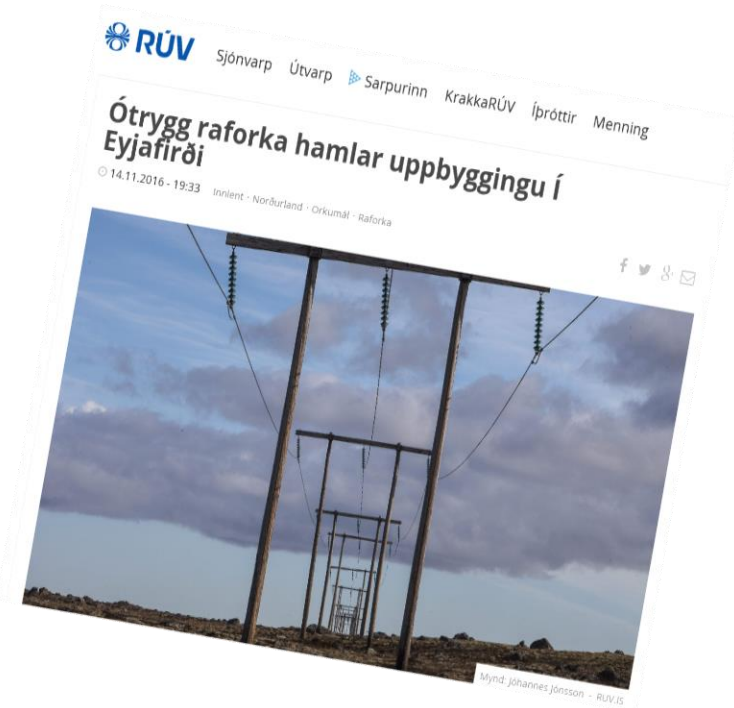 RÚV Sjónvarp Útvarp Sarpurinn KrakkaRÚV Íþróttir Menning
Ótrygg raforka hamlar uppbyggingu í
Eyjafirði
14.11.2016 - 19:33 Innlent · Norðurland · Orkumál · Raforka
Mynd: Jóhannes Jónsson - RUV.IS